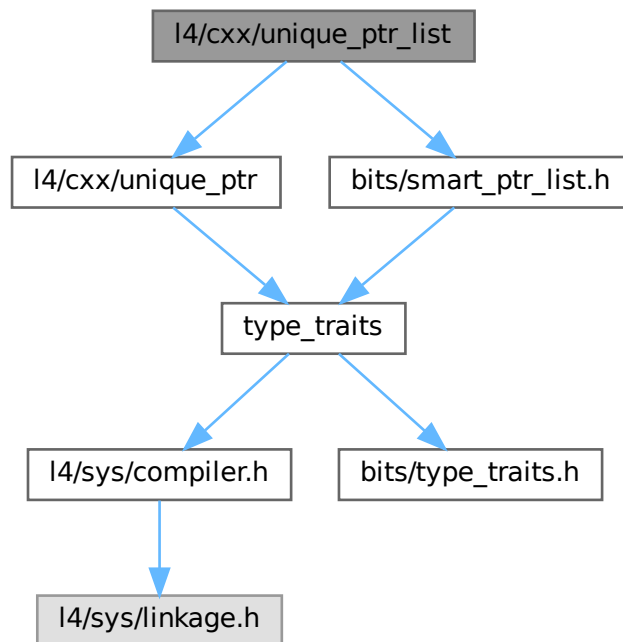 l4/cxx/unique_ptr_list
l4/cxx/unique_ptr
bits/smart_ptr_list.h
type_traits
l4/sys/compiler.h
bits/type_traits.h
l4/sys/linkage.h